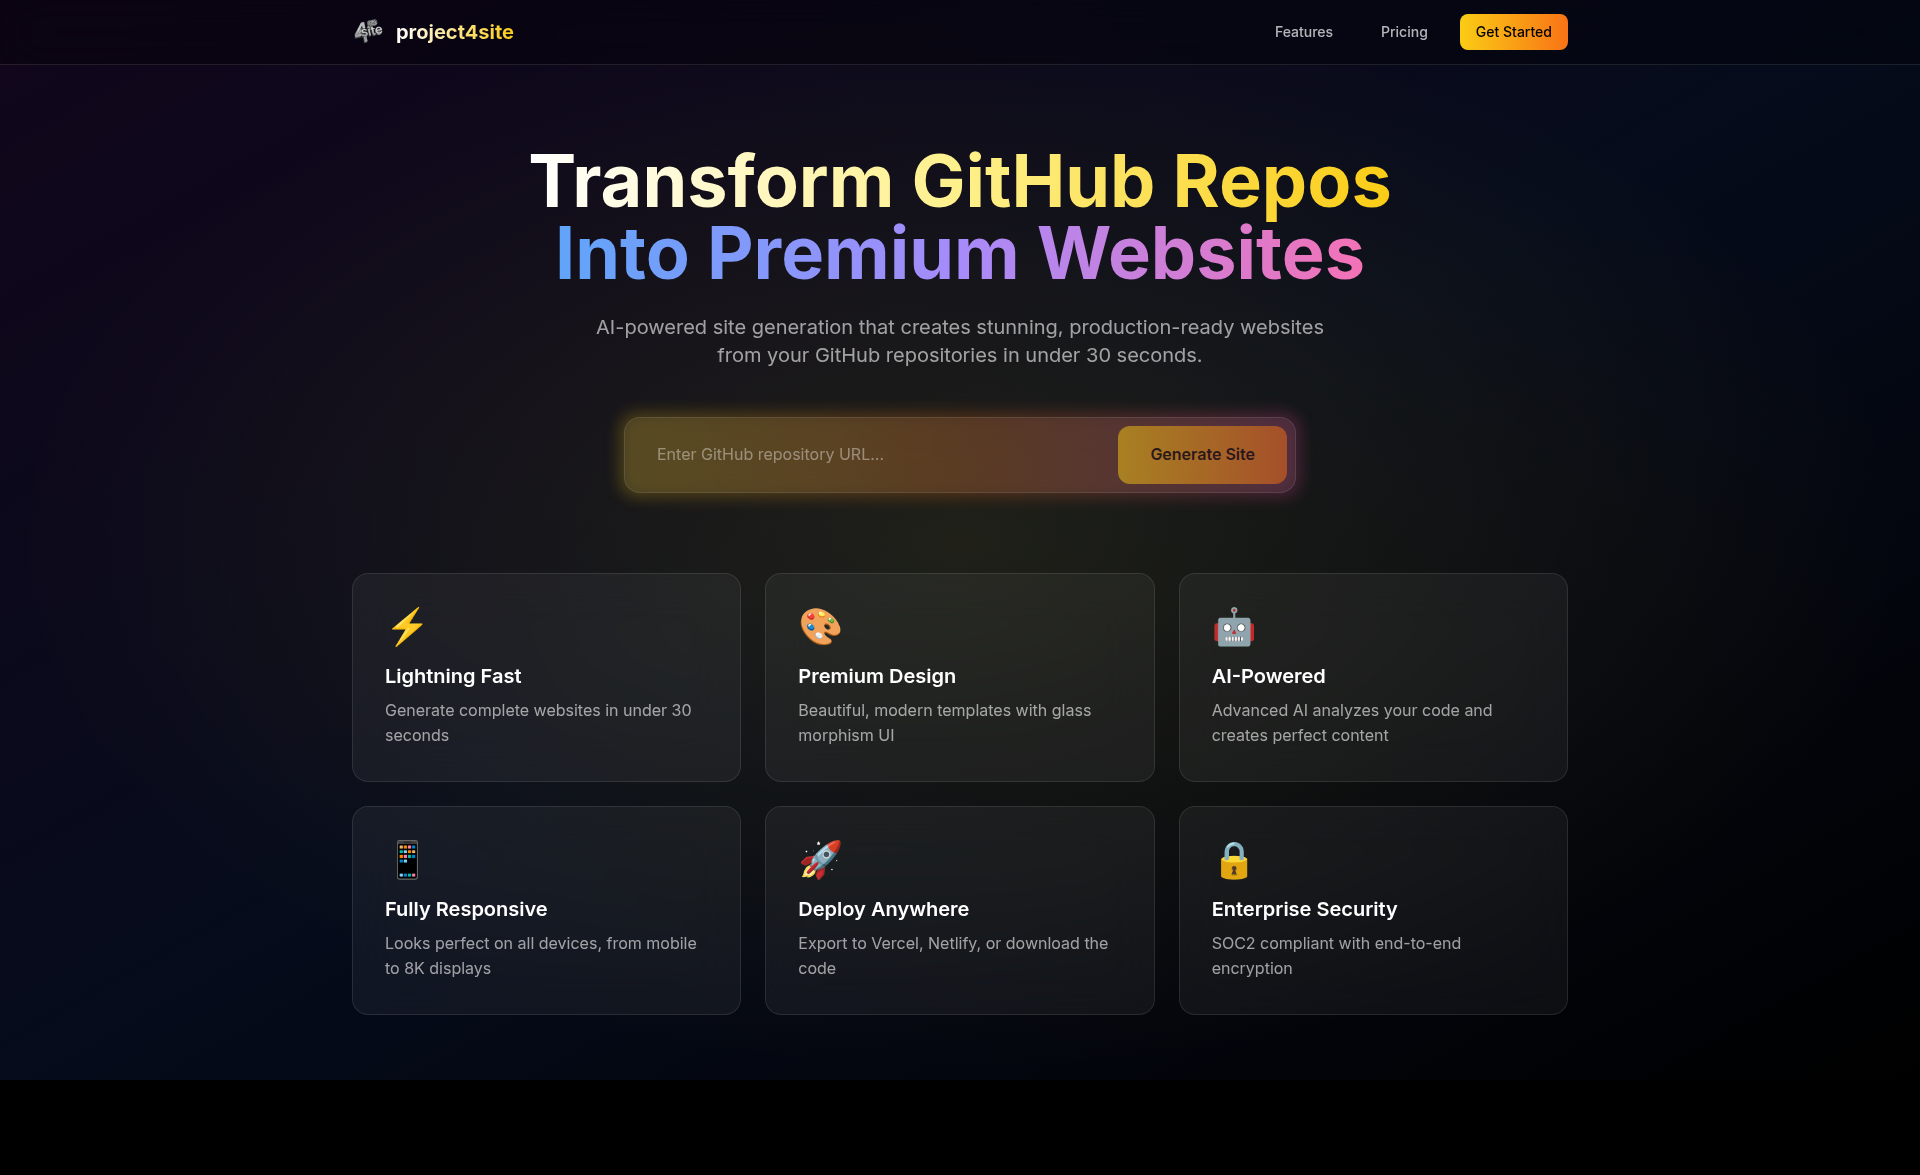 4site
project4site
Features
Pricing
Get Started
Transform GitHub Repos
Into Premium Websites
AI-powered site generation that creates stunning, production-ready websites
from your GitHub repositories in under 30 seconds.
Enter GitHub repository URL...
Generate Site
Lightning Fast
Generate complete websites in under 30
seconds
Premium Design
Beautiful, modern templates with glass
morphism UI
AI-Powered
Advanced AI analyzes your code and
creates perfect content
Fully Responsive
Looks perfect on all devices, from mobile
to 8K displays
Deploy Anywhere
Export to Vercel, Netlify, or download the
code
Enterprise Security
SOC2 compliant with end-to-end
encryption